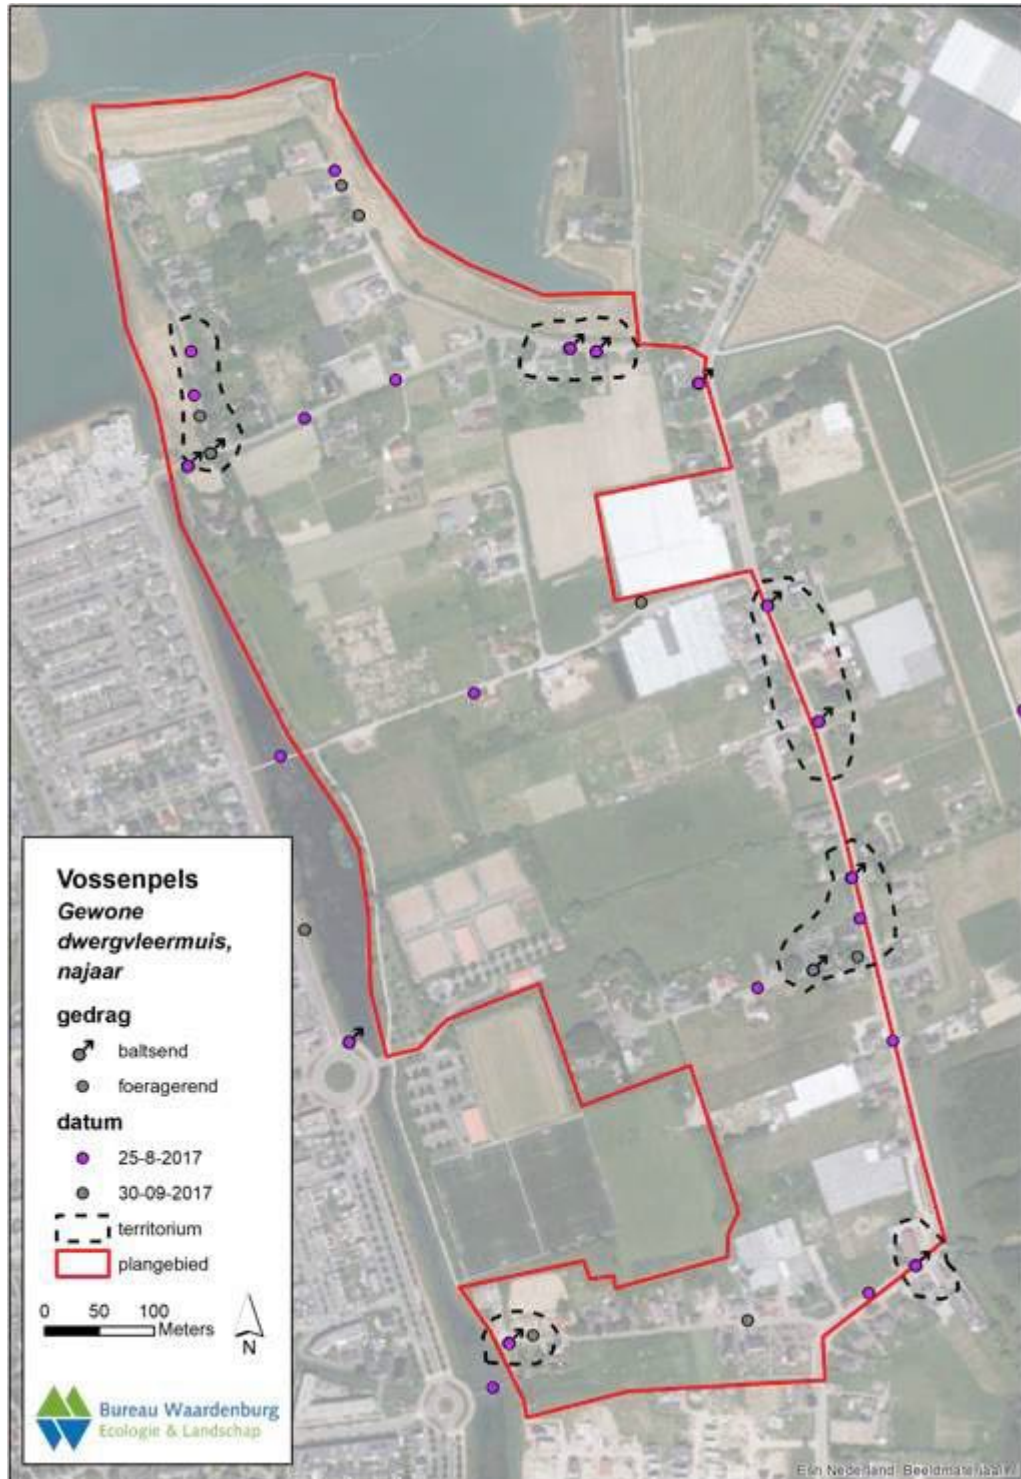 Vossenpels
Gewone
dwergvleermuis,
najaar
gedrag
baltsend
foeragerend
datum
25-8-2017
30-09-2017
territorium
plangebied
0 50 100
Meters
N
Bureau Waardenburg
Ecologie & Landschap
Esri Nederland, Beeldmateriaal.nl